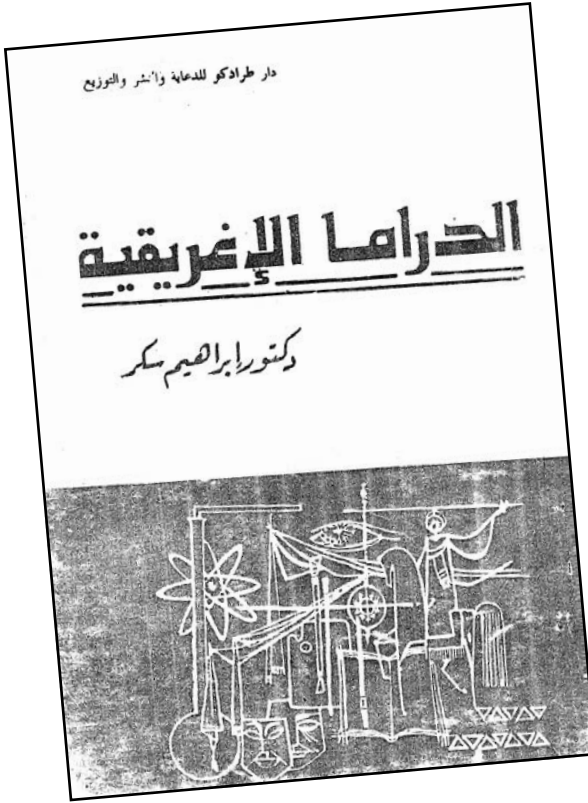 دار طرادكو للدعاية والنشر والتوزيع
الدراما الإغريقية
دكتور إبراهيم سكر